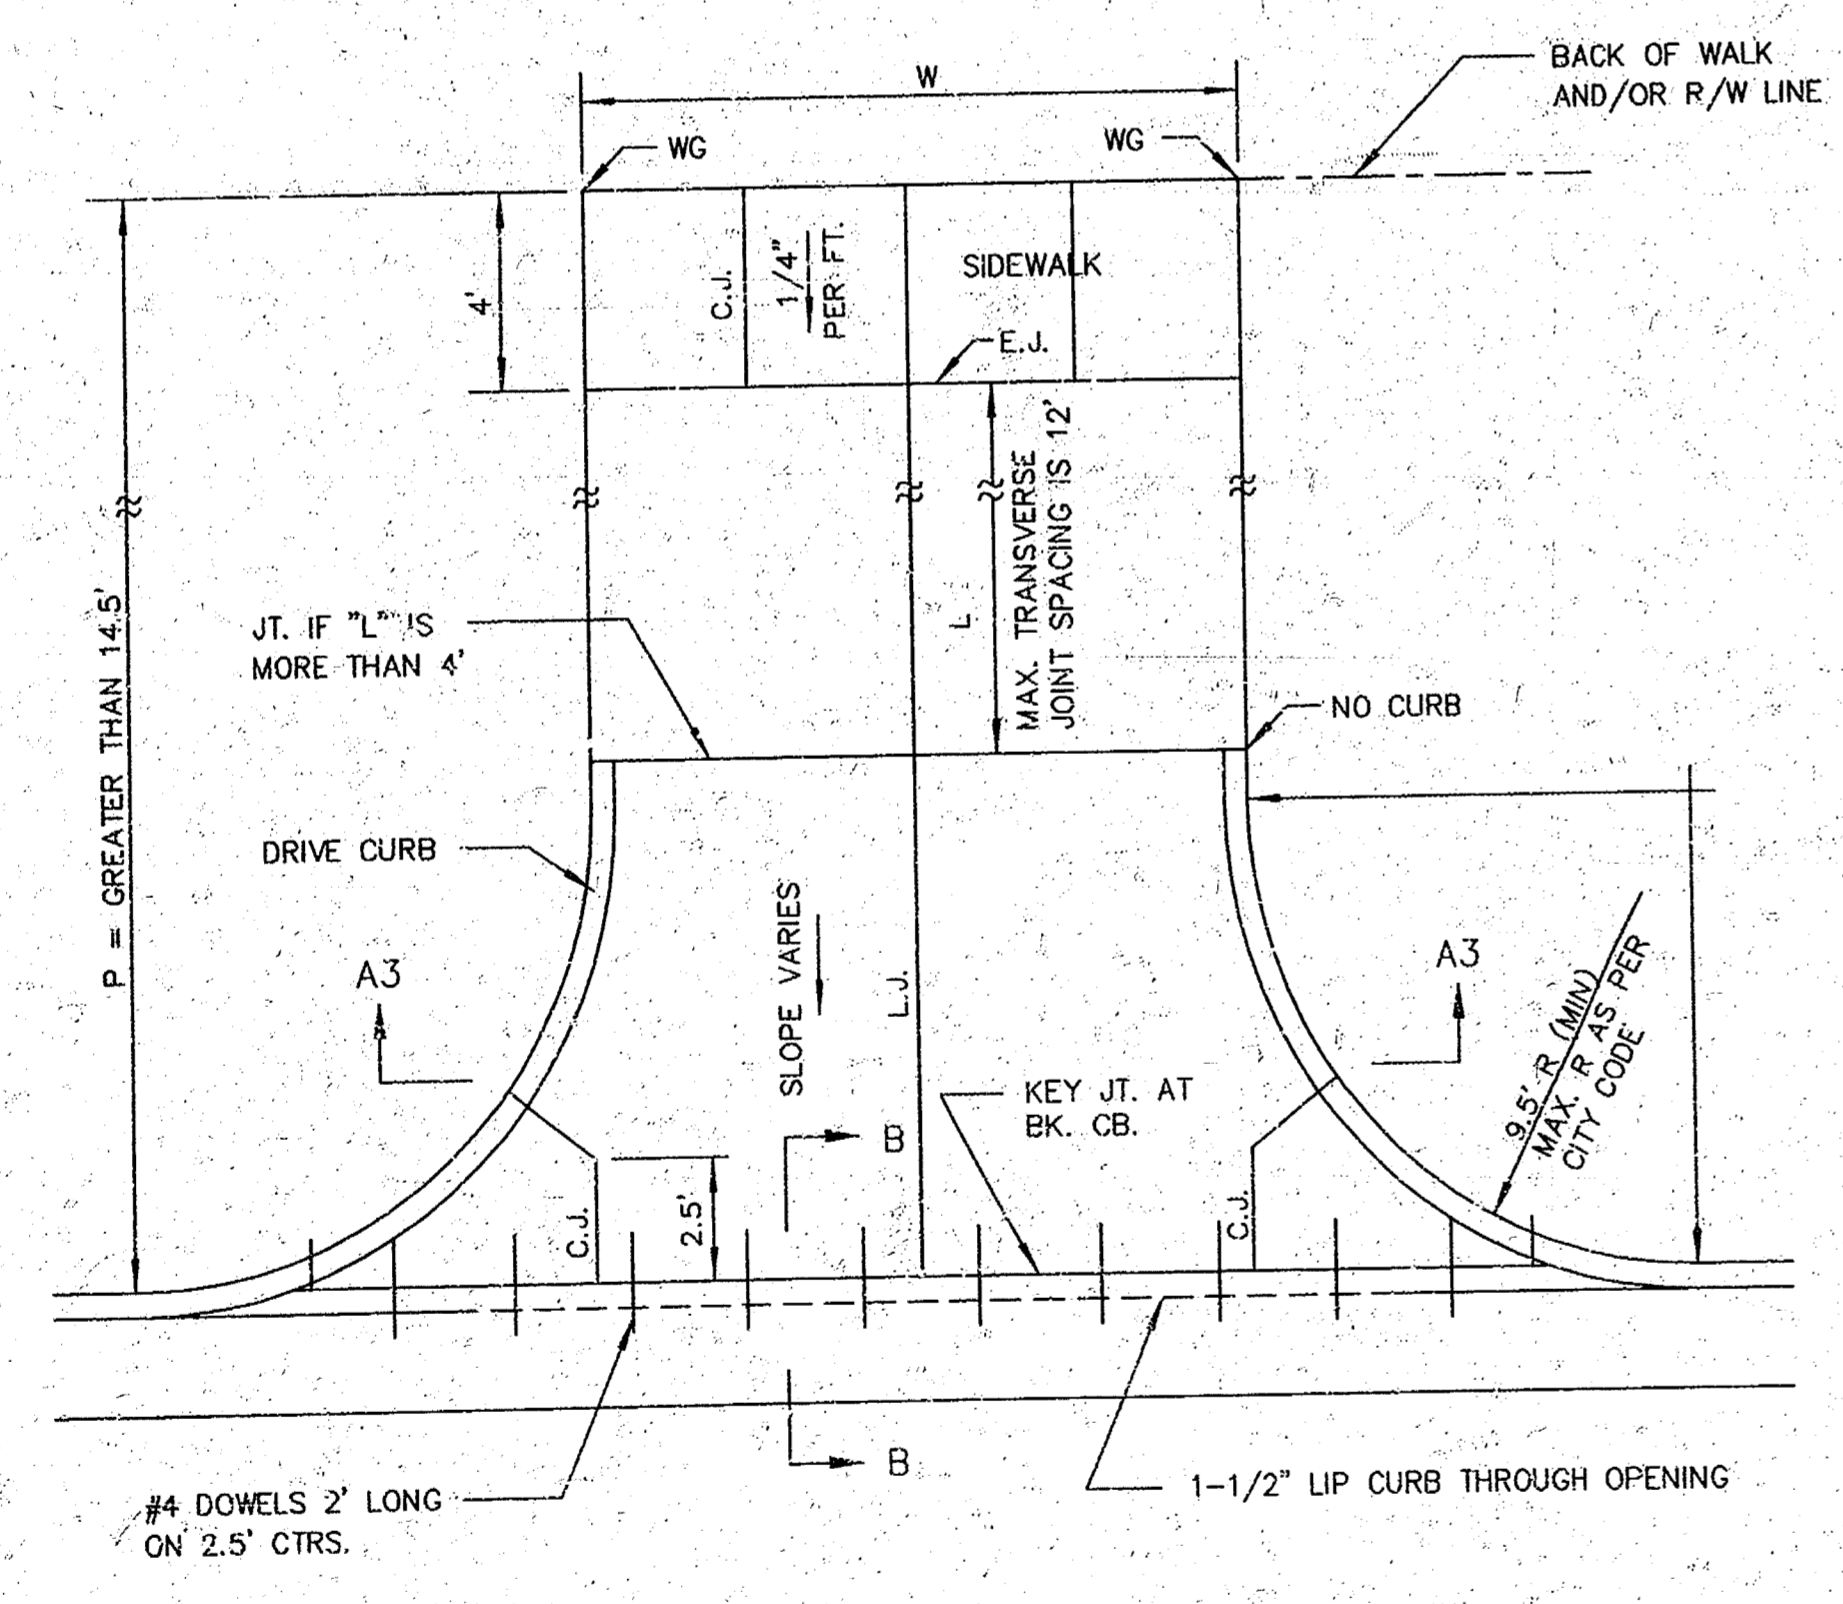 BACK OF WALK
AND/OR R/W LINE
W
WG
WG
4'
C.J.
1/4"
PER FT.
SIDEWALK
E.J.
MAX. TRANSVERSE
JOINT SPACING IS 12'
L
P = GREATER THAN 14.5'
JT. IF "L" IS
MORE THAN 4'
NO CURB
DRIVE CURB
SLOPE VARIES
L.J.
A3
A3
9.5' R (MIN)
MAX. R AS PER
CITY CODE
KEY JT. AT
BK. CB.
B
C.J.
2.5'
C.J.
B
#4 DOWELS 2' LONG
ON 2.5' CTRS.
1-1/2" LIP CURB THROUGH OPENING